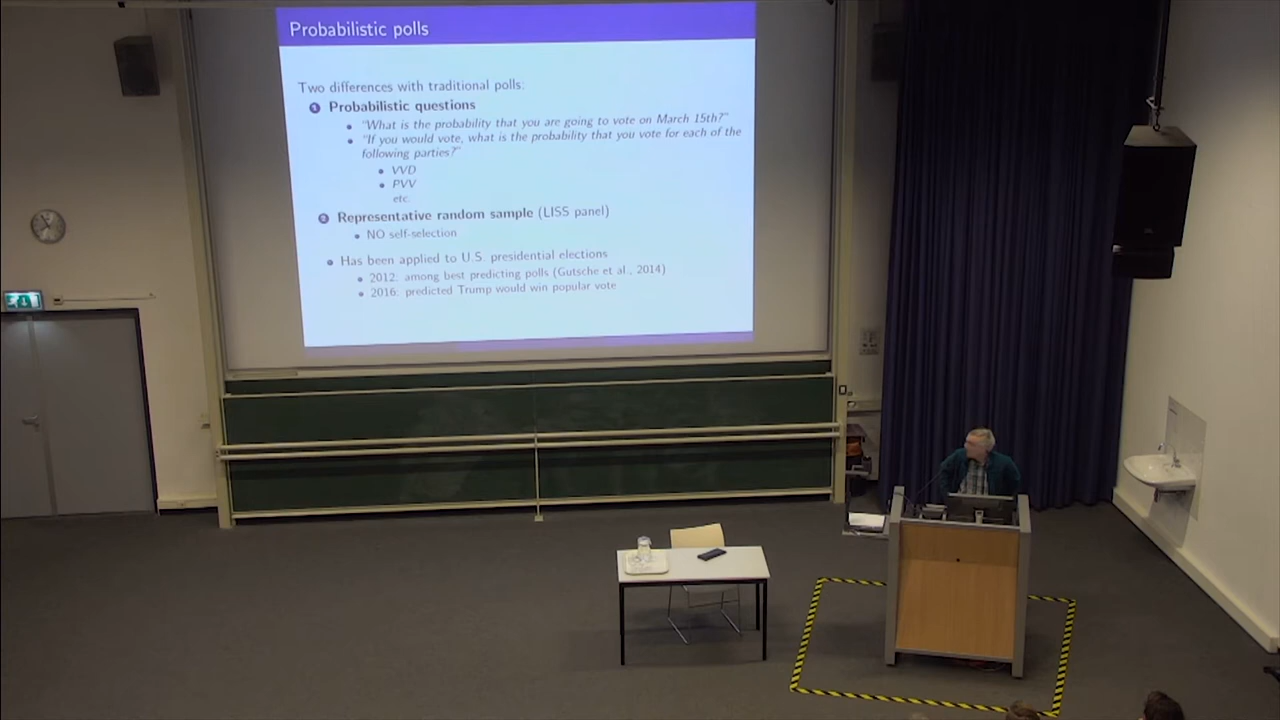 Probabilistic polls
Two differences with traditional polls:
1 Probabilistic questions
• "What is the probability that you are going to vote on March 15th?"
• "If you would vote, what is the probability that you vote for each of the
following parties?"
• VVD
• PVV
etc.
2 Representative random sample (LISS panel)
• NO self-selection
• Has been applied to U.S. presidential elections
• 2012: among best predicting polls (Gutsche et al., 2014)
• 2016: predicted Trump would win popular vote